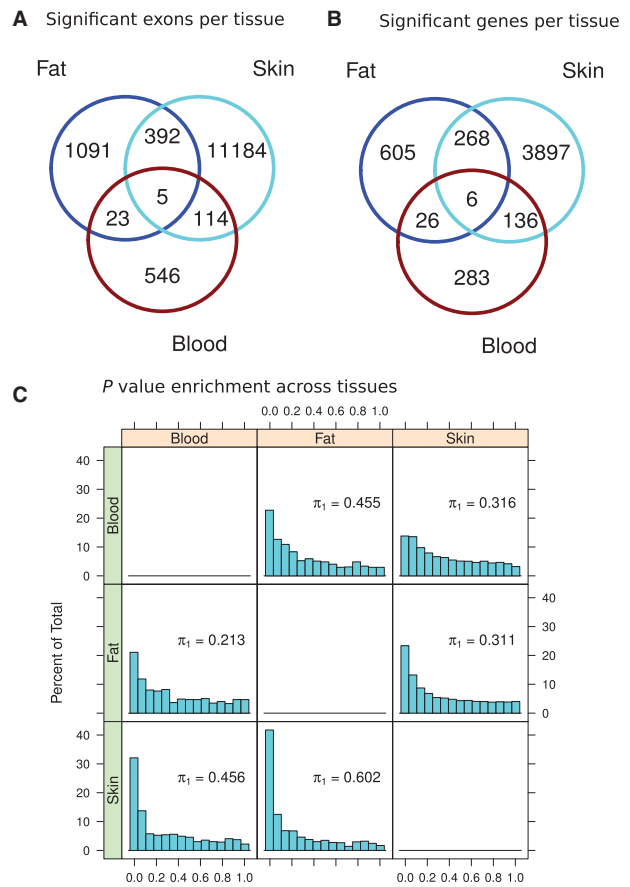 A Significant exons per tissue
B Significant genes per tissue
Fat
Skin
1091
392
11184
5
23
114
546
Blood
Fat
Skin
605
268
3897
6
26
136
283
Blood
C
P value enrichment across tissues
0.0 0.2 0.4 0.6 0.8 1.0
Blood
Fat
Skin
Percent of Total
Blood
40
30
20
10
0
π1 = 0.455
π1 = 0.316
Fat
π1 = 0.213
π1 = 0.311
40
30
20
10
0
Skin
40
30
20
10
0
π1 = 0.456
π1 = 0.602
0.0 0.2 0.4 0.6 0.8 1.0
0.0 0.2 0.4 0.6 0.8 1.0